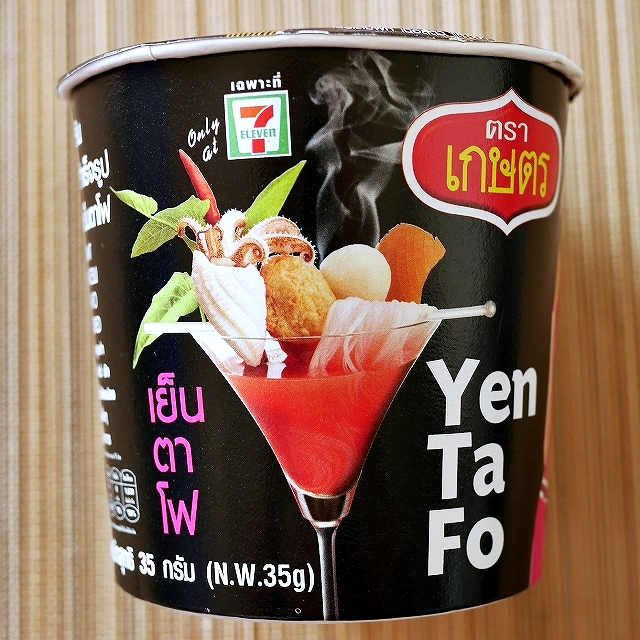 เฉพาะที่
Only
at
7
ELEVEN
ตรา
เกษตร
เย็น
ตา
โฟ
Yen
Ta
Fo
35 กรัม (N.W.35g)